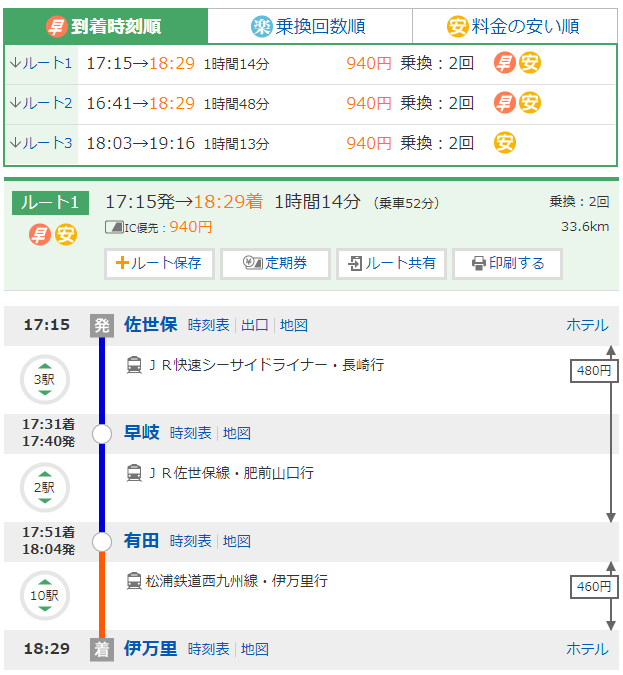 早 到着時刻順 楽 乗換回数順 安 料金の安い順
↓ルート1 17:15→18:29 1時間14分 940円 乗換：2回 早 安
↓ルート2 16:41→18:29 1時間48分 940円 乗換：2回 早 安
↓ルート3 18:03→19:16 1時間13分 940円 乗換：2回 安
ルート1 17:15発→18:29着 1時間14分 （乗車52分） 乗換：2回
早 安 IC優先：940円 33.6km
+ルート保存 定期券 ルート共有 印刷する
17:15 発 佐世保 時刻表 出口 地図 ホテル
3駅 ＪＲ快速シーサイドライナー・長崎行 480円
17:31着
17:40発 早岐 時刻表 地図
2駅 ＪＲ佐世保線・肥前山口行
17:51着
18:04発 有田 時刻表 地図
10駅 松浦鉄道西九州線・伊万里行 460円
18:29 着 伊万里 時刻表 地図 ホテル